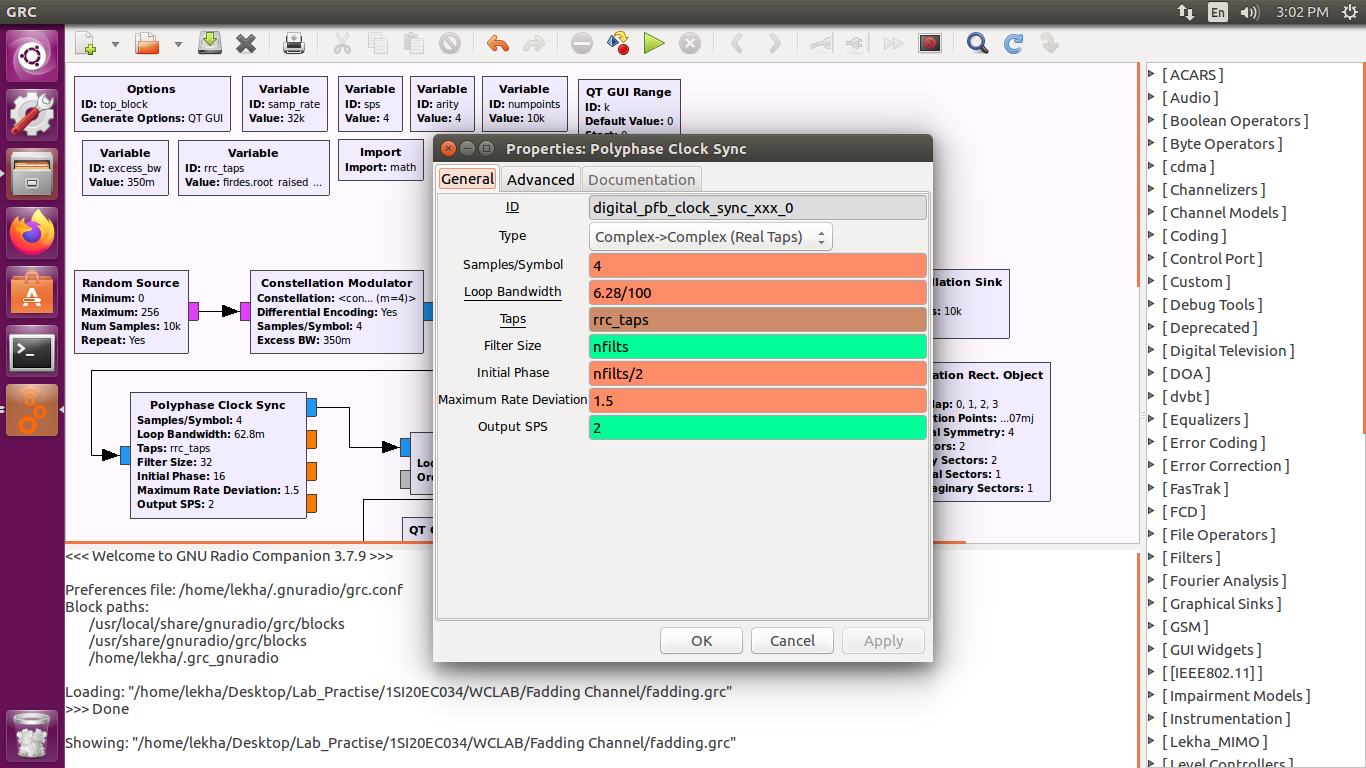 GRC
En
3:02 PM
Options
ID: top_block
Generate Options: QT GUI
Variable
ID: samp_rate
Value: 32k
Variable
ID: sps
Value: 4
Variable
ID: arity
Value: 4
Variable
ID: numpoints
Value: 10k
QT GUI Range
ID: k
Default Value: 0
Variable
ID: excess_bw
Value: 350m
Variable
ID: rrc_taps
Value: firdes.root_raised_...
Import
Import: math
Random Source
Minimum: 0
Maximum: 256
Num Samples: 10k
Repeat: Yes
Constellation Modulator
Constellation: <con... (m=4)>
Differential Encoding: Yes
Samples/Symbol: 4
Excess BW: 350m
Polyphase Clock Sync
Samples/Symbol: 4
Loop Bandwidth: 62.8m
Taps: rrc_taps
Filter Size: 32
Initial Phase: 16
Maximum Rate Deviation: 1.5
Output SPS: 2
Loc
Orc
QT G
Properties: Polyphase Clock Sync
General
Advanced
Documentation
ID
digital_pfb_clock_sync_xxx_0
Type
Complex->Complex (Real Taps)
Samples/Symbol
4
Loop Bandwidth
6.28/100
Taps
rrc_taps
Filter Size
nfilts
Initial Phase
nfilts/2
Maximum Rate Deviation
1.5
Output SPS
2
OK
Cancel
Apply
llation Sink
s: 10k
ation Rect. Object
ap: 0, 1, 2, 3
tion Points: ...07mj
al Symmetry: 4
ors: 2
y Sectors: 2
al Sectors: 1
aginary Sectors: 1
<<< Welcome to GNU Radio Companion 3.7.9 >>>
Preferences file: /home/lekha/.gnuradio/grc.conf
Block paths:
/usr/local/share/gnuradio/grc/blocks
/usr/share/gnuradio/grc/blocks
/home/lekha/.grc_gnuradio
Loading: "/home/lekha/Desktop/Lab_Practise/1SI20EC034/WCLAB/Fadding Channel/fadding.grc"
>>> Done
Showing: "/home/lekha/Desktop/Lab_Practise/1SI20EC034/WCLAB/Fadding Channel/fadding.grc"
[ ACARS ]
[ Audio ]
[ Boolean Operators ]
[ Byte Operators ]
[ cdma ]
[ Channelizers ]
[ Channel Models ]
[ Coding ]
[ Control Port ]
[ Custom ]
[ Debug Tools ]
[ Deprecated ]
[ Digital Television ]
[ DOA ]
[ dvbt ]
[ Equalizers ]
[ Error Coding ]
[ Error Correction ]
[ FasTrak ]
[ FCD ]
[ File Operators ]
[ Filters ]
[ Fourier Analysis ]
[ Graphical Sinks ]
[ GSM ]
[ GUI Widgets ]
[ [IEEE802.11] ]
[ Impairment Models ]
[ Instrumentation ]
[ Lekha_MIMO ]
[ Level Controllers ]